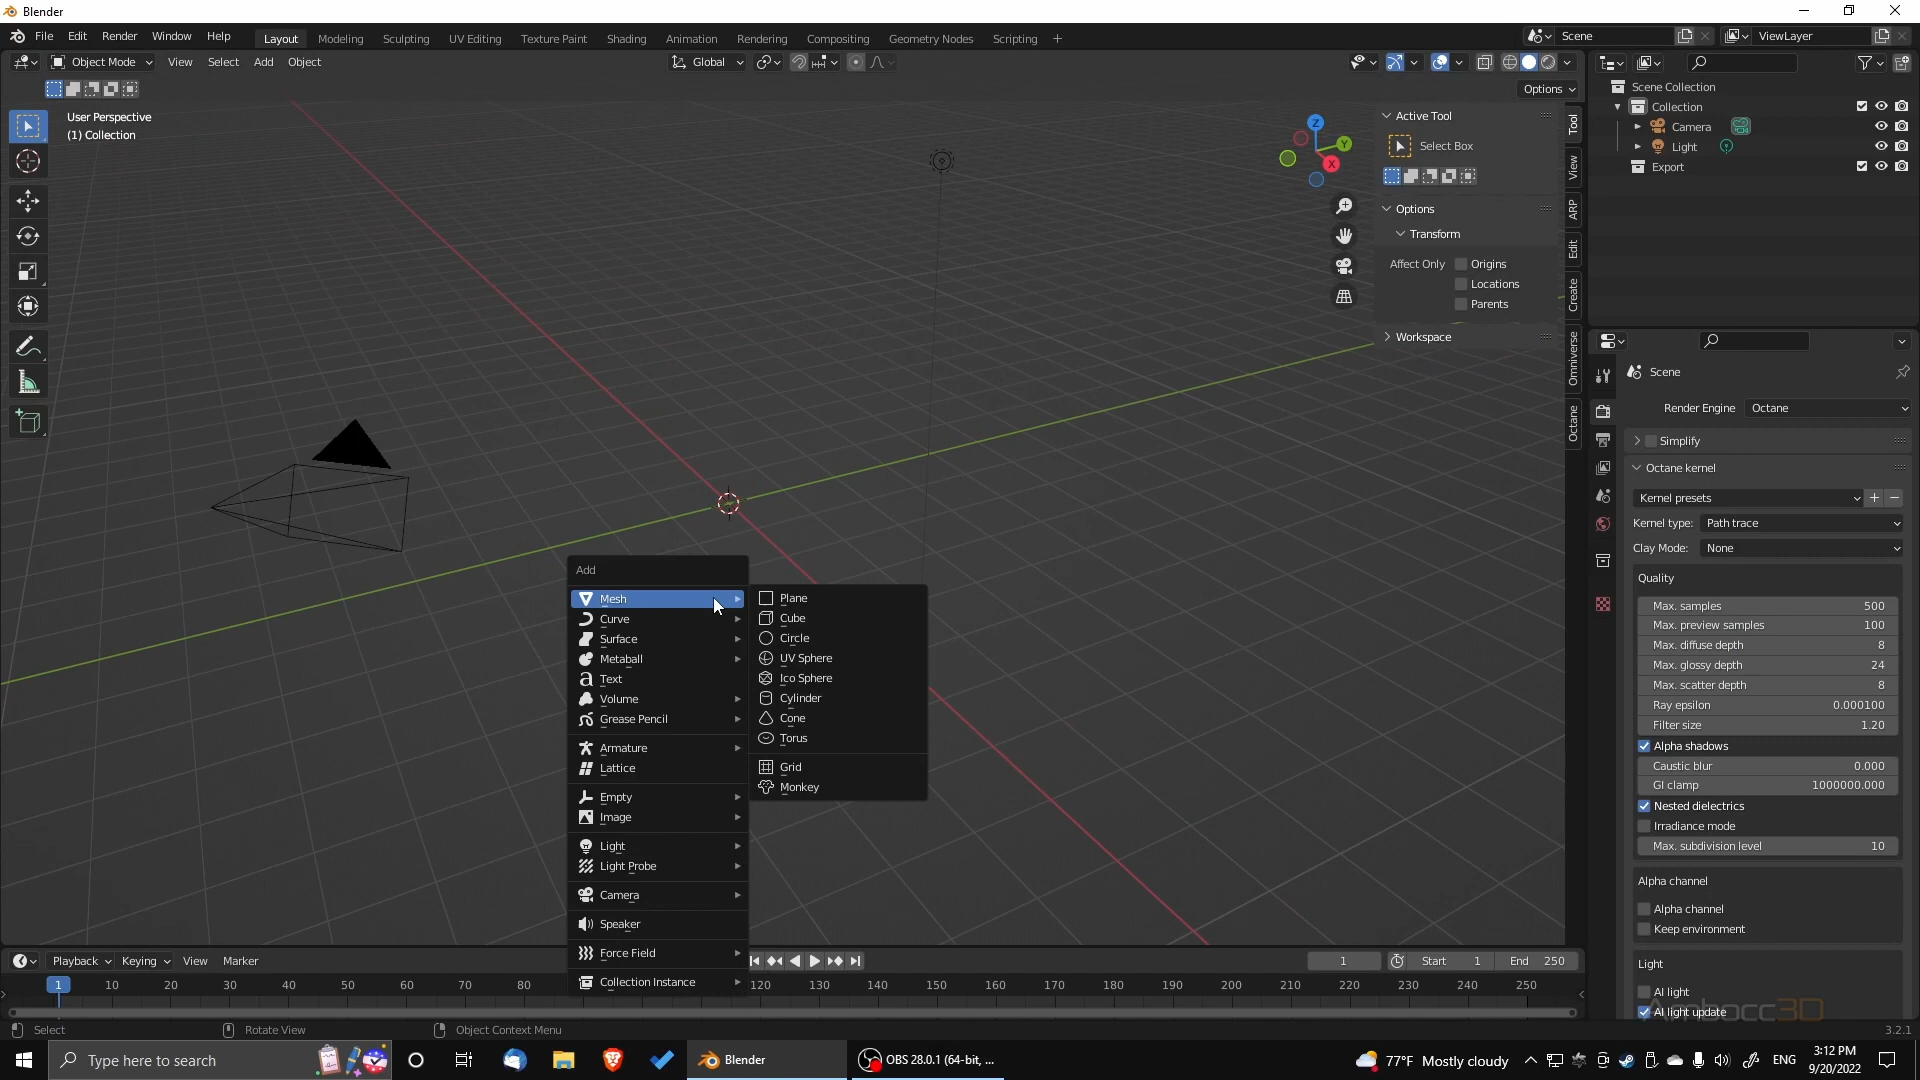 Blender
File Edit Render Window Help Layout Modeling Sculpting UV Editing Texture Paint Shading Animation Rendering Compositing Geometry Nodes Scripting + Scene ViewLayer
Object Mode View Select Add Object Global
Options
User Perspective
(1) Collection
Z
Y
X
Active Tool
Select Box
Options
Transform
Affect Only Origins
Locations
Parents
Workspace
Tool
View
ARP
Edit
Create
Omniverse
Octane
Scene Collection
Collection
Camera
Light
Export
Scene
Render Engine Octane
Simplify
Octane kernel
Kernel presets
Kernel type: Path trace
Clay Mode: None
Quality
Max. samples 500
Max. preview samples 100
Max. diffuse depth 8
Max. glossy depth 24
Max. scatter depth 8
Ray epsilon 0.000100
Filter size 1.20
Alpha shadows
Caustic blur 0.000
GI clamp 1000000.000
Nested dielectrics
Irradiance mode
Max. subdivision level 10
Alpha channel
Alpha channel
Keep environment
Light
AI light
AI light update
Ambocc3D
Add
Mesh
Curve
Surface
Metaball
Text
Volume
Grease Pencil
Armature
Lattice
Empty
Image
Light
Light Probe
Camera
Speaker
Force Field
Collection Instance
Plane
Cube
Circle
UV Sphere
Ico Sphere
Cylinder
Cone
Torus
Grid
Monkey
Playback Keying View Marker 1 Start 1 End 250
1 10 20 30 40 50 60 70 80 120 130 140 150 160 170 180 190 200 210 220 230 240 250
Select Rotate View Object Context Menu 3.2.1
Type here to search Blender OBS 28.0.1 (64-bit, ... 77°F Mostly cloudy ENG 3:12 PM
9/20/2022